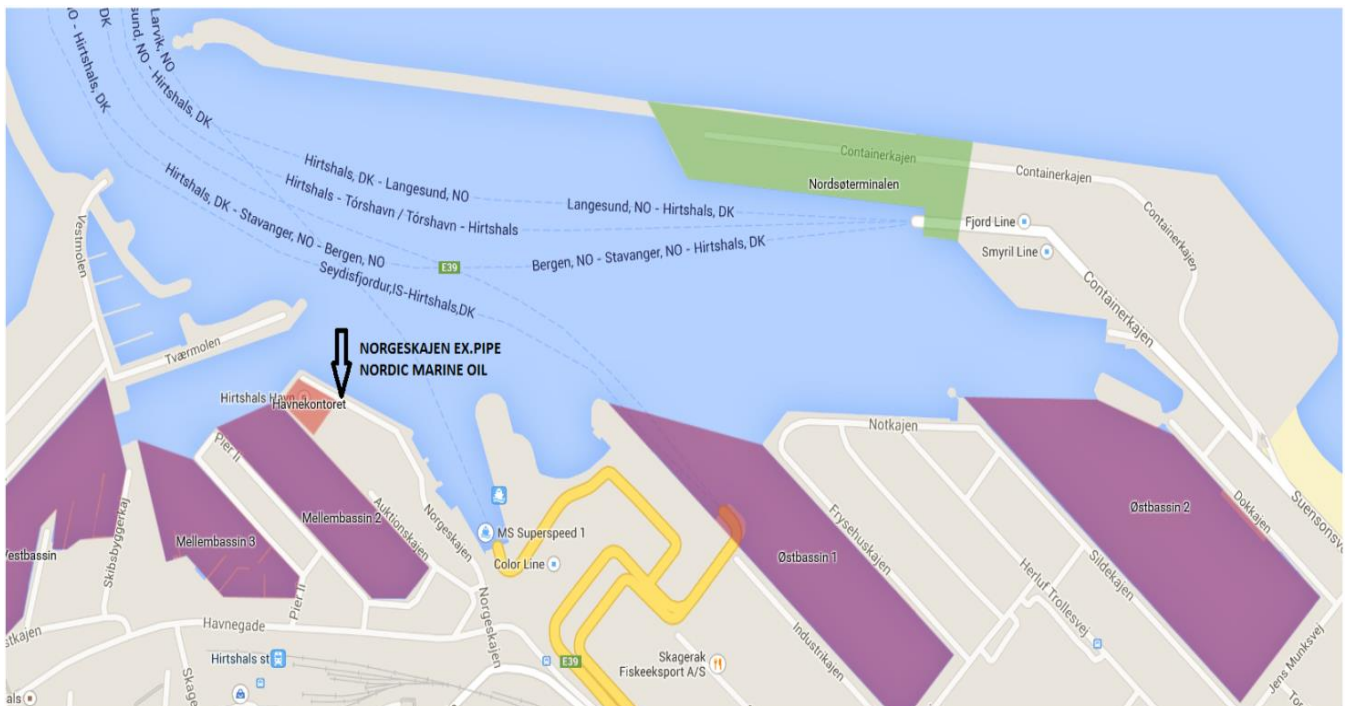 O - Hirtshals, DK
sund, NO - Hirtshals, DK
Larvik, NO
DK
Hirtshals, DK - Langesund, NO
Langesund, NO - Hirtshals, DK
Hirtshals - Tórshavn / Tórshavn - Hirtshals
Hirtshals, DK - Stavanger, NO - Bergen, NO
E39
Bergen, NO - Stavanger, NO - Hirtshals, DK
Seydisfjordur,IS-Hirtshals,DK
Containerkajen
Containerkajen
Nordsøterminalen
Containerkajen
Fjord Line
Smyril Line
Containerkajen
Vestmolen
Tværmolen
NORGESKAJEN EX.PIPE
NORDIC MARINE OIL
Hirtshals Havn
Havnekontoret
Pier II
Notkajen
Suensonsv
Dokkajen
Østbassin 2
Mellembassin 2
Auktionskajen
Norgeskajen
Frysehuskajen
Sildekajen
Vestbassin
Skibsbyggerkaj
Mellembassin 3
MS Superspeed 1
Color Line
Østbassin 1
Herluf Trollesvej
Pier II
Norgeskajen
Havnegade
stkajen
Industrikajen
Jens Munksvej
Hirtshals st
E39
Skagerak
Fiskeeksport A/S
Skage
als
To